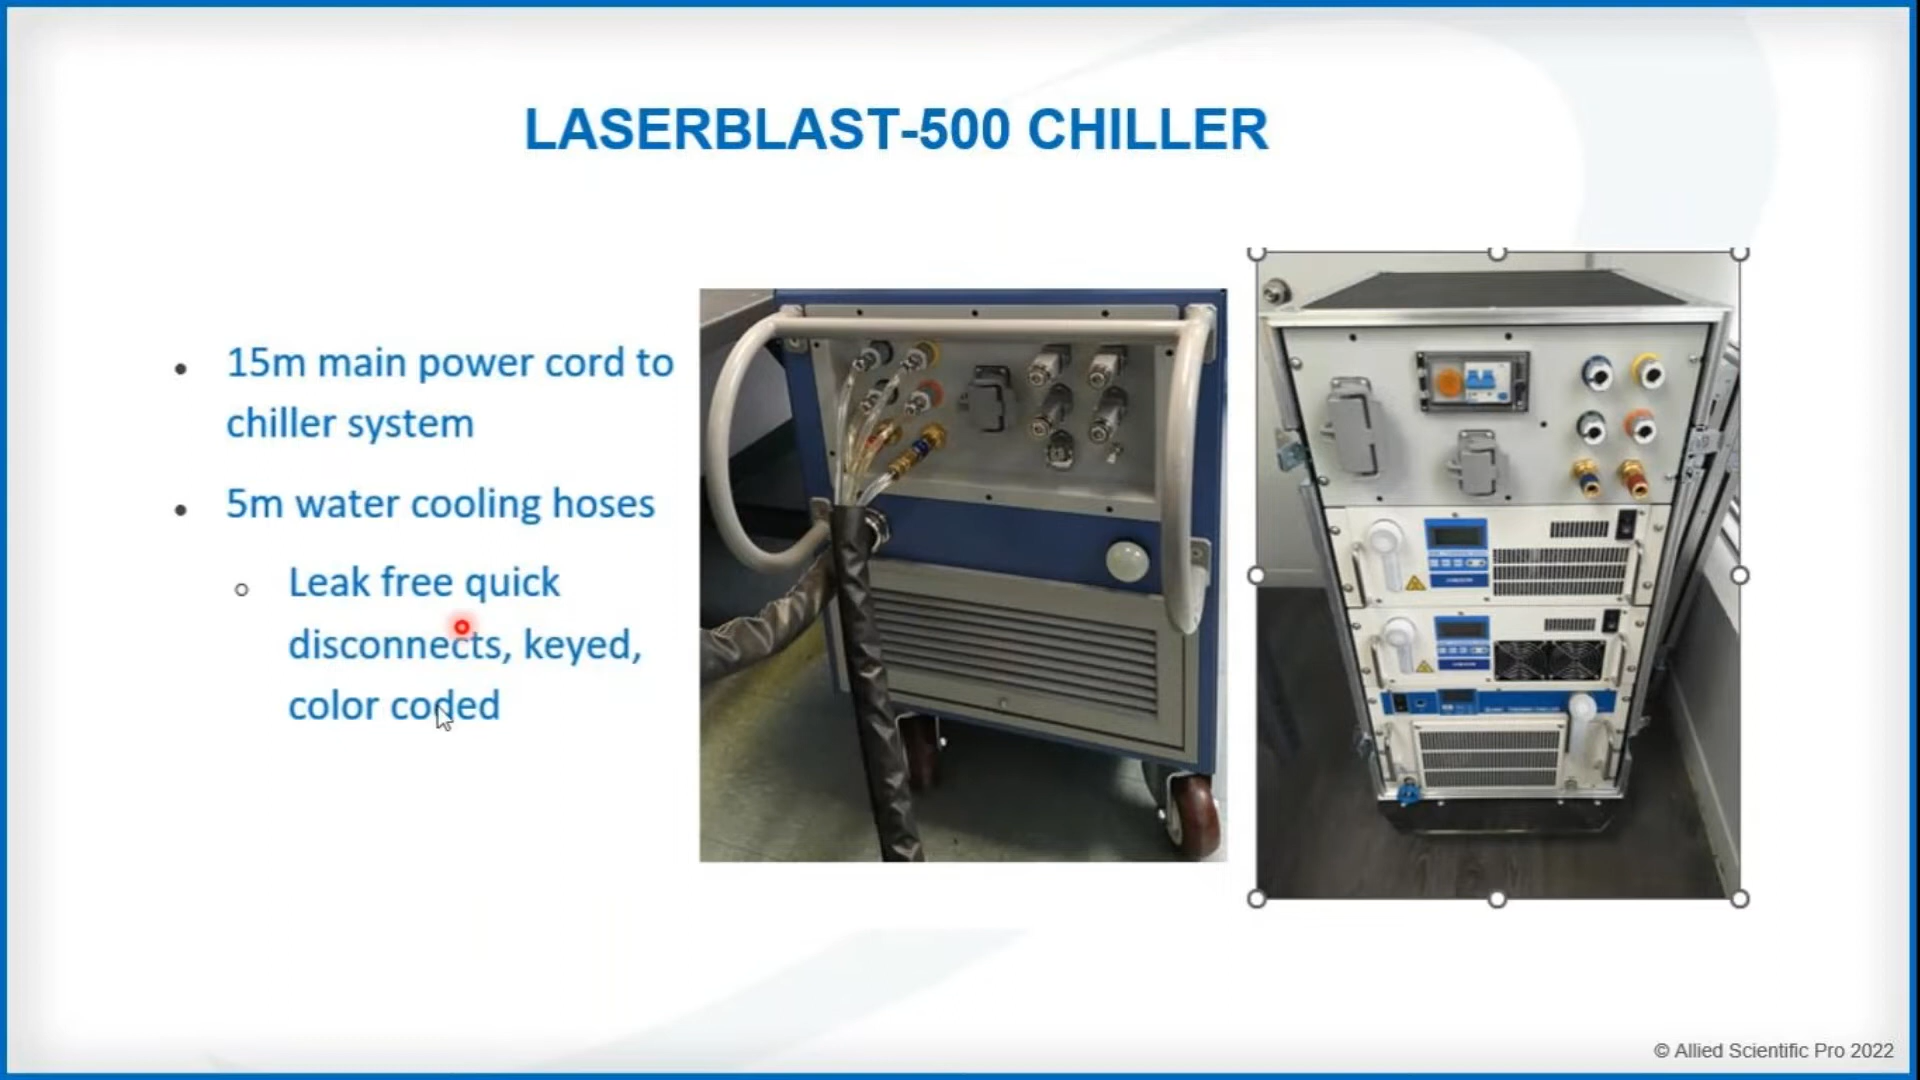 LASERBLAST-500 CHILLER
15m main power cord to
chiller system
5m water cooling hoses
Leak free quick
disconnects, keyed,
color coded
© Allied Scientific Pro 2022